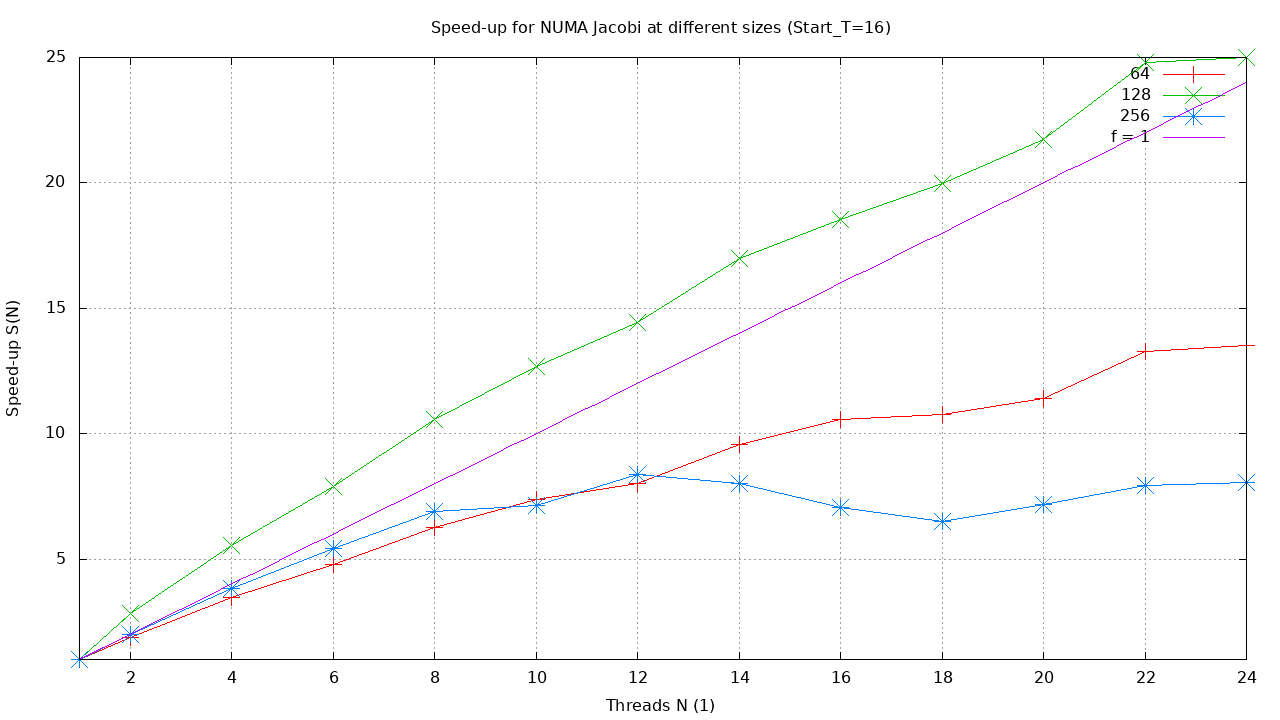 Speed-up for NUMA Jacobi at different sizes (Start_T=16)
25
20
15
10
5
Speed-up S(N)
64
128
256
f = 1
2 4 6 8 10 12 14 16 18 20 22 24
Threads N (1)